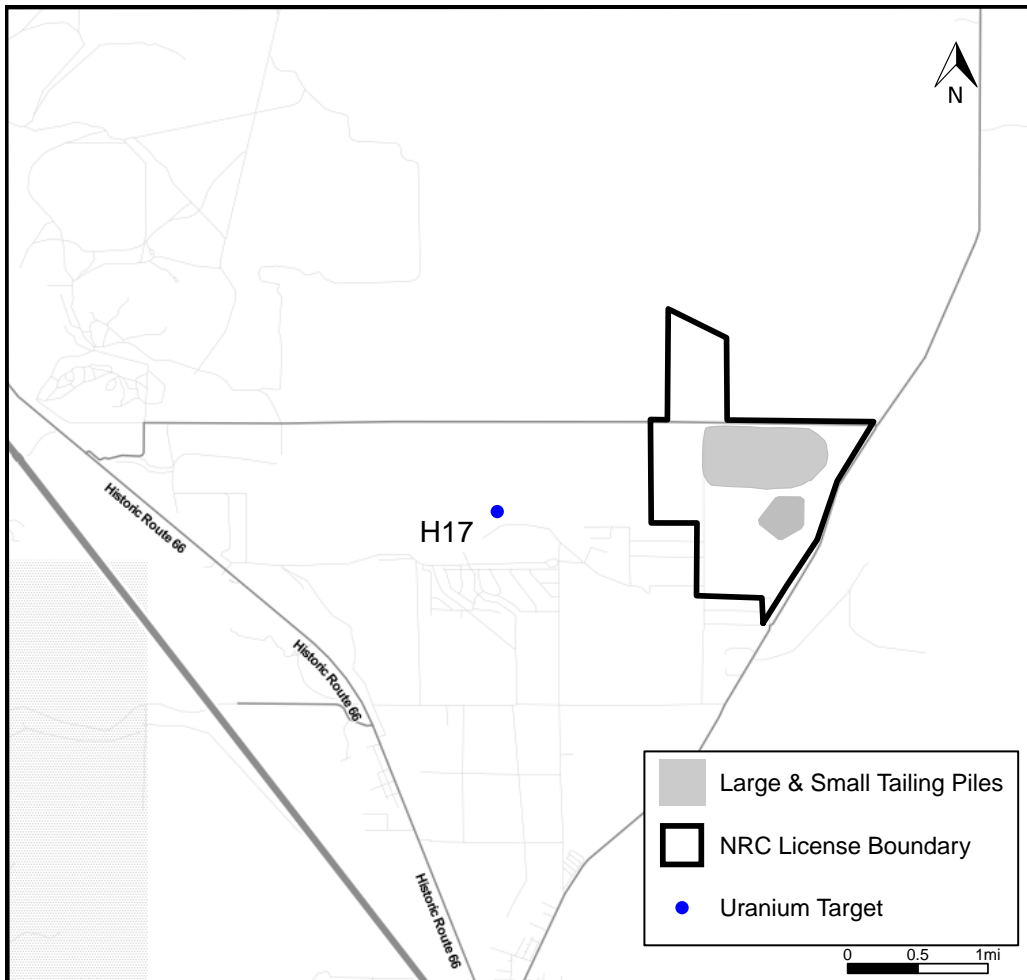 N
Historic Route 66
H17
Historic Route 66
Historic Route 66
Large & Small Tailing Piles
NRC License Boundary
Uranium Target
0 0.5 1mi